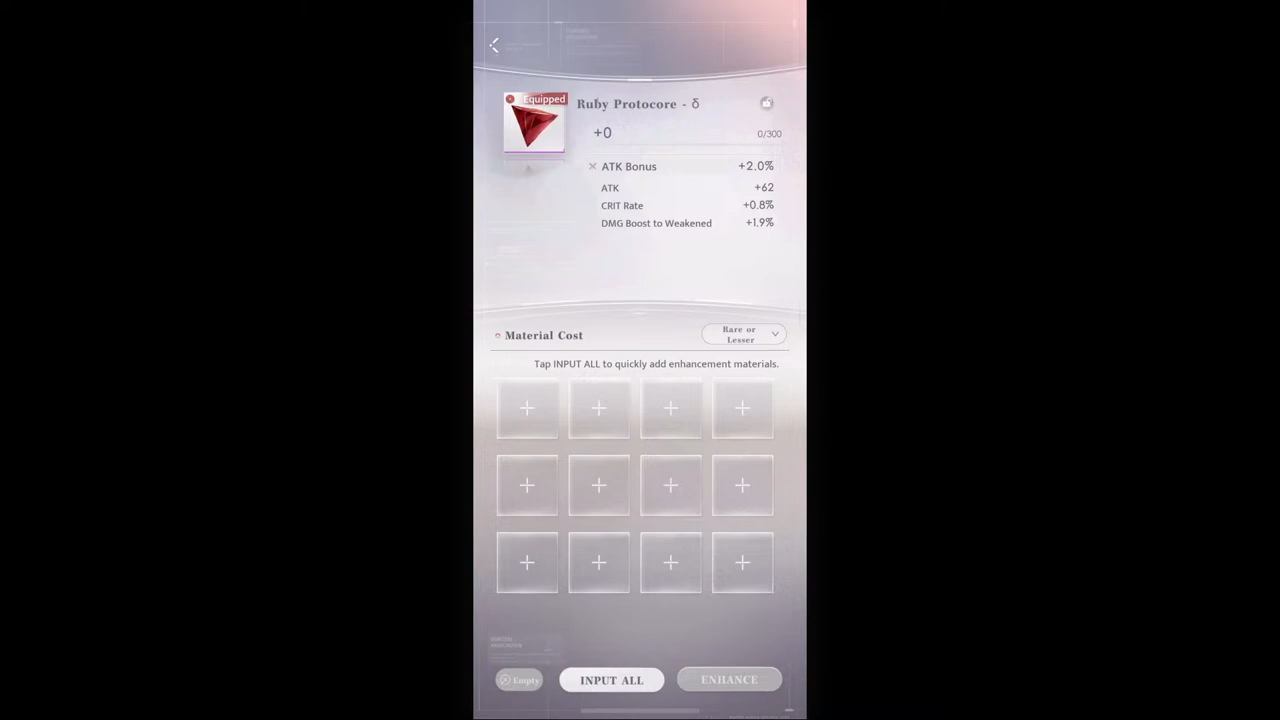 Equipped
Ruby Protocore - δ
+0
0/300
ATK Bonus +2.0%
ATK +62
CRIT Rate +0.8%
DMG Boost to Weakened +1.9%
Material Cost
Rare or
Lesser
Tap INPUT ALL to quickly add enhancement materials.
Empty
INPUT ALL
ENHANCE